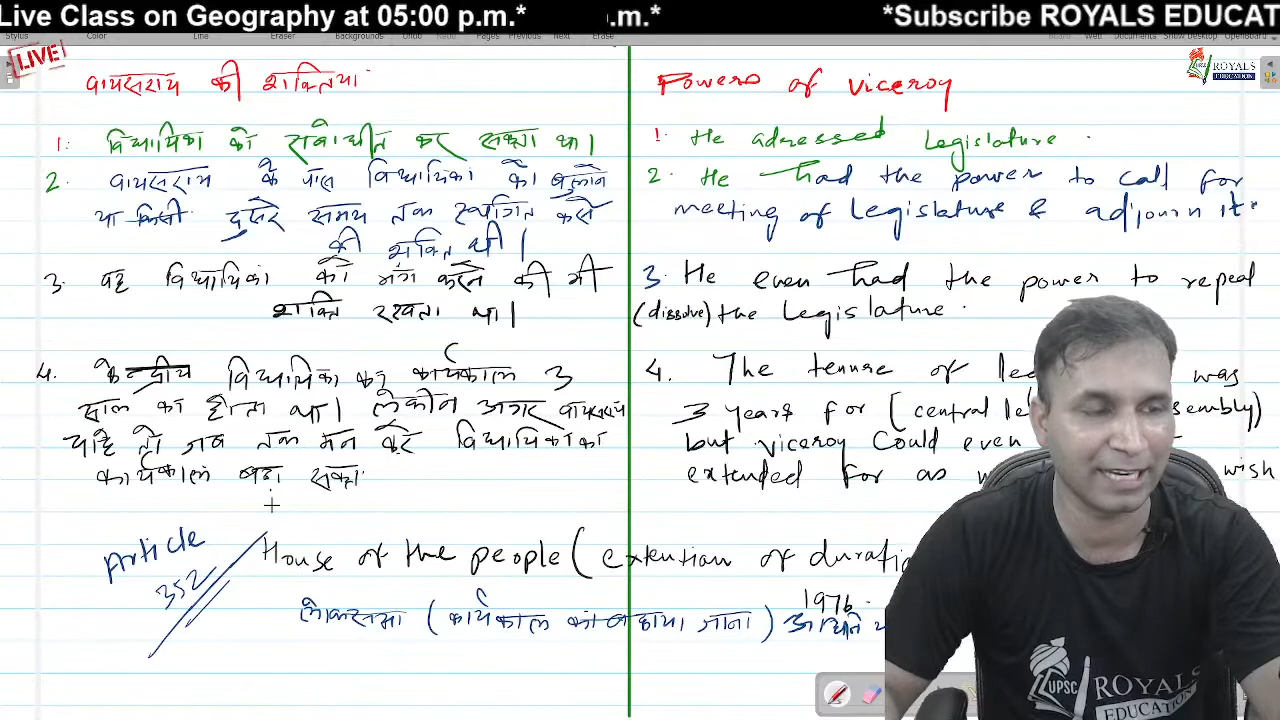 Live Class on Geography at 05:00 p.m.* .m.* *Subscribe ROYALS EDUCAT
LIVE
ROYALS
EDUCATION
वायसराय की शक्तियां
1. विधायिका को संबोधित कर सकता था।
2. वायसराय के पास विधायिका को बुलाने
या किसी दुसरे समय तक स्थगित करने
की शक्ति थी।
3. वह विधायिका को भंग करने की भी
शक्ति रखता था।
4. केन्द्रीय विधायिका का कार्यकाल 3
साल का होता था। लेकीन अगर वायसराय
चाहे तो जब तक मन करे विधायिका का
कार्यकाल बढ़ा सकता
Powers of viceroy
1. He adressed Legislature.
2. He had the power to call for
meeting of Legislature & adjourn it.
3. He even had the power to repeal
(dissolve) the Legislature.
4. The tenure of was
3 years for (central
but viceroy could even
extended for as wish
Article
352
House of the people (extention of
लोकसभा (कार्यकाल का बढ़ाया जाना)
1976
UPSC ROYALS
EDUCATION